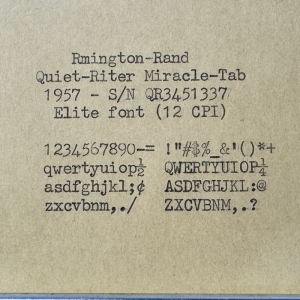 Rmington-Rand
Quiet-Riter Miracle-Tab
1957 - S/N QR3451337
Elite font (12 CPI)
1234567890-= !"#$%_&'()*+
qwertyuiop½ QWERTYUIOP¼
asdfghjkl;¢ ASDFGHJKL:@
zxcvbnm,./ ZXCVBNM,.?